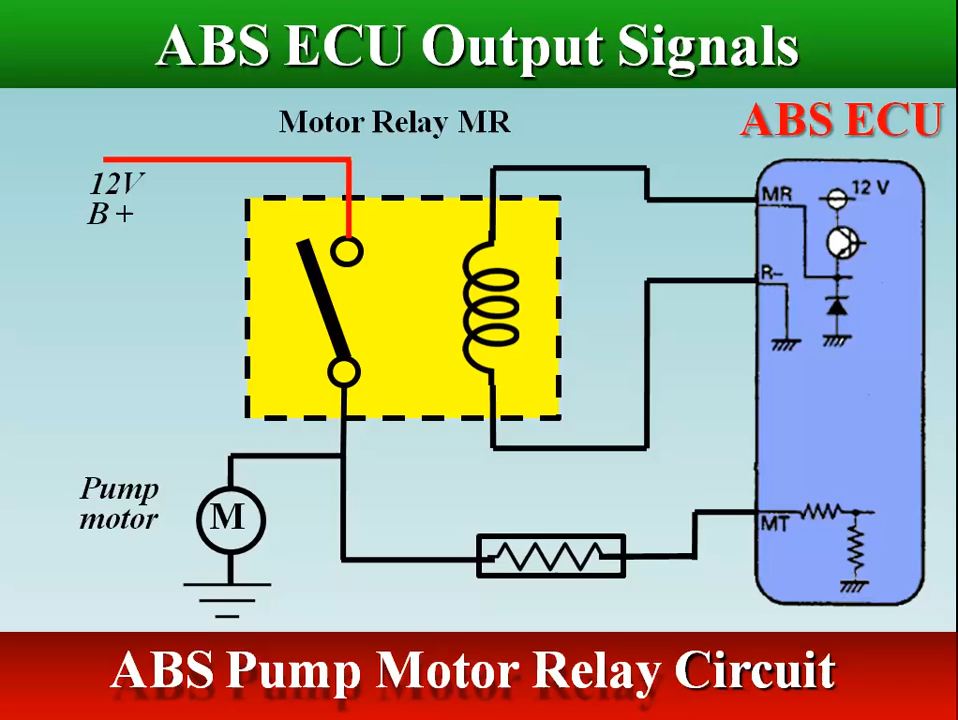 ABS ECU Output Signals
Motor Relay MR
ABS ECU
12V
B +
MR
12 V
R-
Pump
motor
M
MT
ABS Pump Motor Relay Circuit